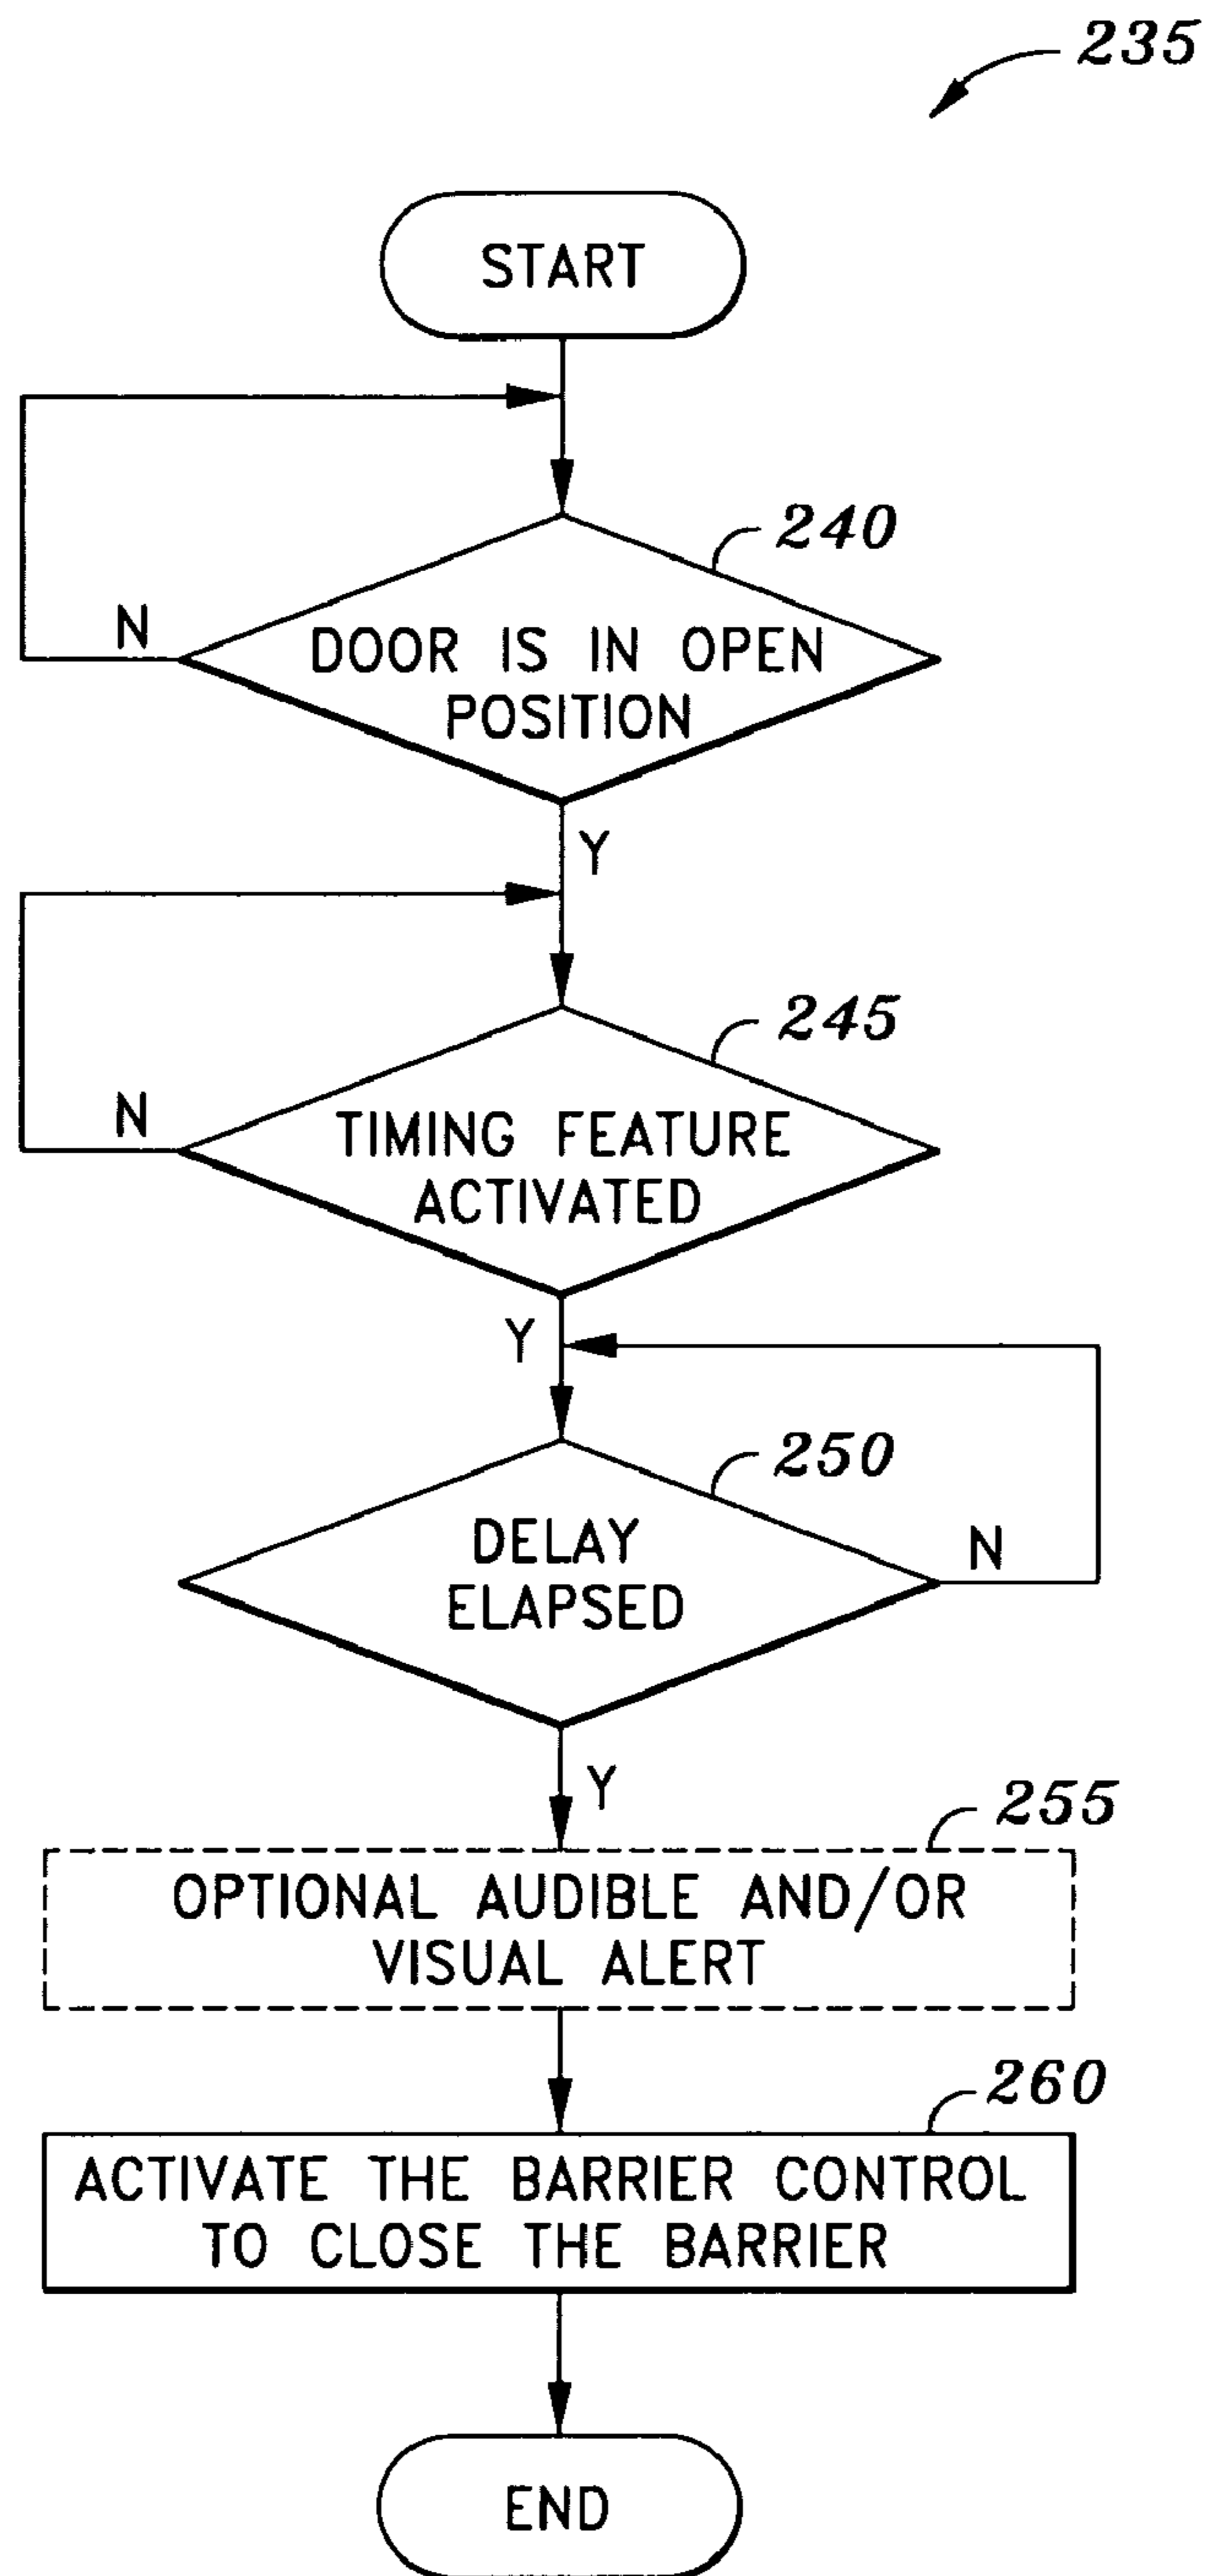 235
START
240
N
DOOR IS IN OPEN
POSITION
Y
245
N
TIMING FEATURE
ACTIVATED
Y
250
DELAY
ELAPSED
N
Y
255
OPTIONAL AUDIBLE AND/OR
VISUAL ALERT
260
ACTIVATE THE BARRIER CONTROL
TO CLOSE THE BARRIER
END